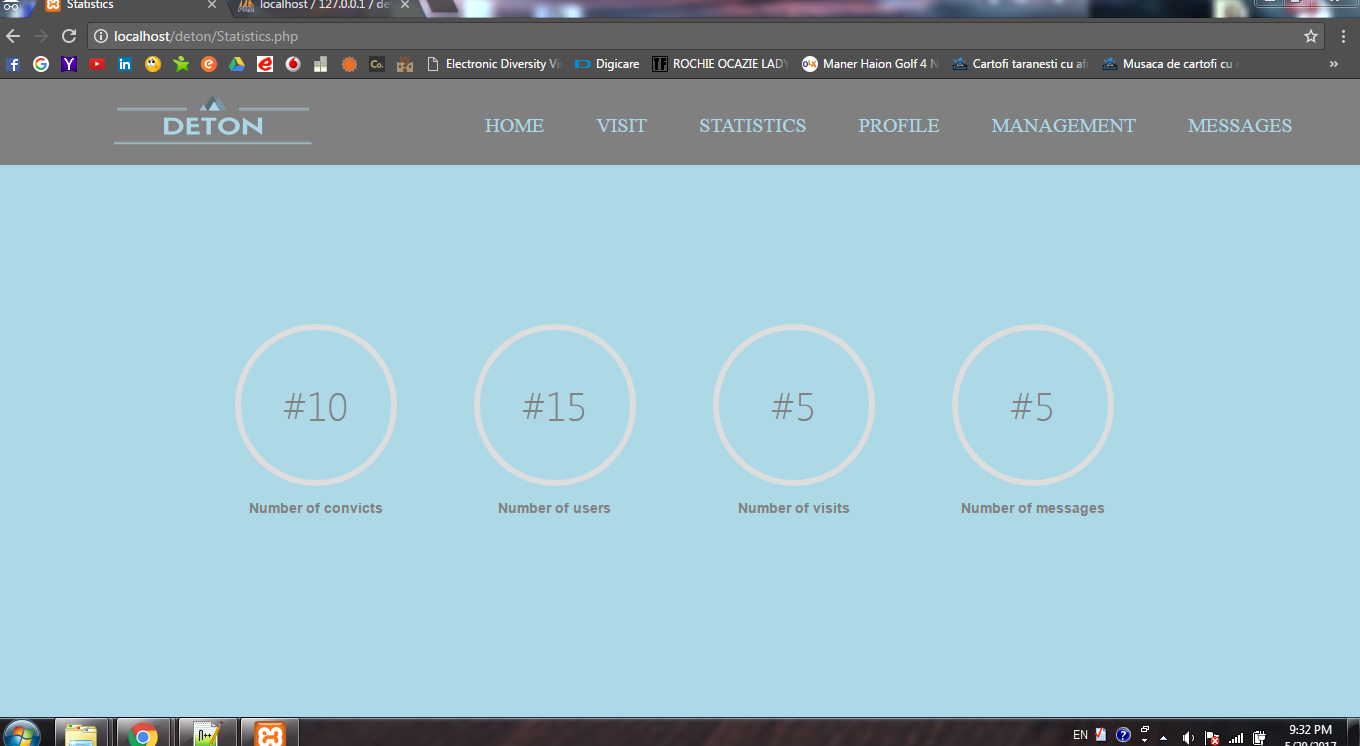 Statistics
localhost / 127.0.0.1 / de
localhost/deton/Statistics.php
Electronic Diversity Vi
Digicare
ROCHIE OCAZIE LADY
Maner Haion Golf 4 N
Cartofi taranesti cu af
Musaca de cartofi cu
DETON
HOME
VISIT
STATISTICS
PROFILE
MANAGEMENT
MESSAGES
#10
#15
#5
#5
Number of convicts
Number of users
Number of visits
Number of messages
EN
9:32 PM